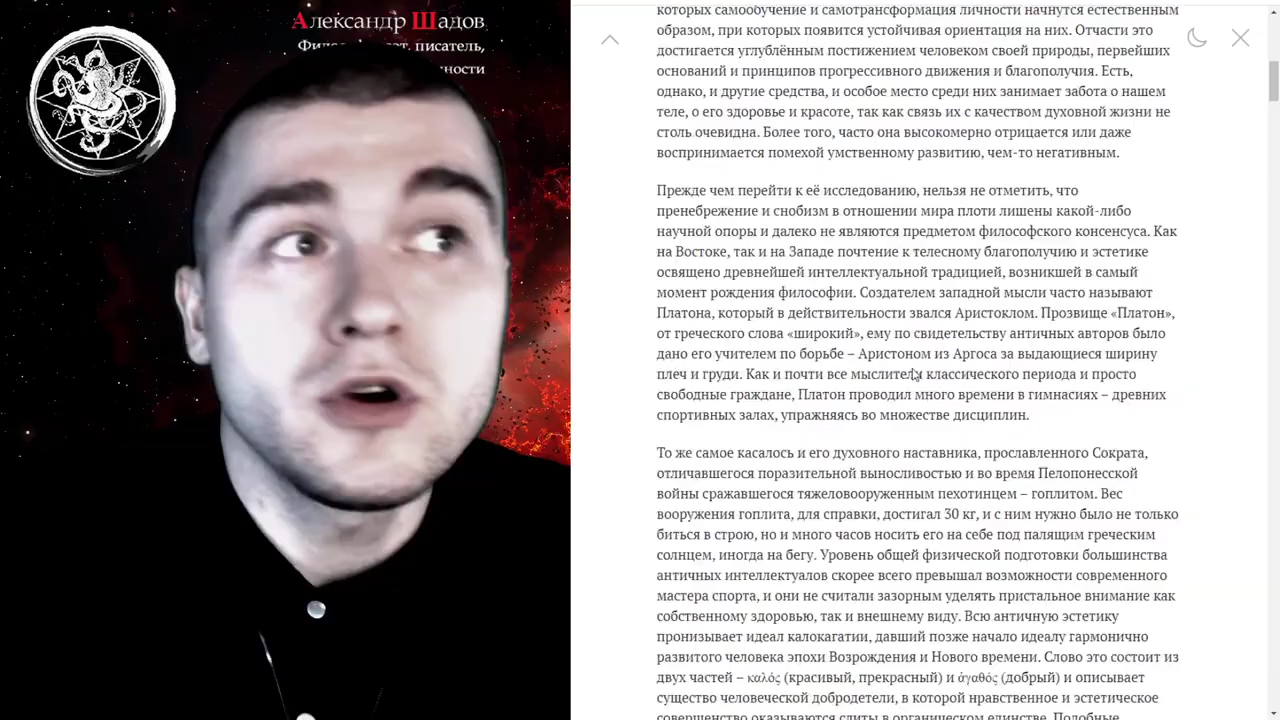 Александр Шадов
писатель,
которых самообучение и самотрансформация личности начнутся естественным
образом, при которых появится устойчивая ориентация на них. Отчасти это
достигается углублённым постижением человеком своей природы, первейших
оснований и принципов прогрессивного движения и благополучия. Есть,
однако, и другие средства, и особое место среди них занимает забота о нашем
теле, о его здоровье и красоте, так как связь их с качеством духовной жизни не
столь очевидна. Более того, часто она высокомерно отрицается или даже
воспринимается помехой умственному развитию, чем-то негативным.
Прежде чем перейти к её исследованию, нельзя не отметить, что
пренебрежение и снобизм в отношении мира плоти лишены какой-либо
научной опоры и далеко не являются предметом философского консенсуса. Как
на Востоке, так и на Западе почтение к телесному благополучию и эстетике
освящено древнейшей интеллектуальной традицией, возникшей в самый
момент рождения философии. Создателем западной мысли часто называют
Платона, который в действительности звался Аристоклом. Прозвище «Платон»,
от греческого слова «широкий», ему по свидетельству античных авторов было
дано его учителем по борьбе – Аристоном из Аргоса за выдающиеся ширину
плеч и груди. Как и почти все мыслители классического периода и просто
свободные граждане, Платон проводил много времени в гимнасиях – древних
спортивных залах, упражняясь во множестве дисциплин.
То же самое касалось и его духовного наставника, прославленного Сократа,
отличавшегося поразительной выносливостью и во время Пелопонесской
войны сражавшегося тяжеловооруженным пехотинцем – гоплитом. Вес
вооружения гоплита, для справки, достигал 30 кг, и с ним нужно было не только
биться в строю, но и много часов носить его на себе под палящим греческим
солнцем, иногда на бегу. Уровень общей физической подготовки большинства
античных интеллектуалов скорее всего превышал возможности современного
мастера спорта, и они не считали зазорным уделять пристальное внимание как
собственному здоровью, так и внешнему виду. Всю античную эстетику
пронизывает идеал калокагатии, давший позже начало идеалу гармонично
развитого человека эпохи Возрождения и Нового времени. Слово это состоит из
двух частей – καλός (красивый, прекрасный) и ἀγαθός (добрый) и описывает
существо человеческой добродетели, в которой нравственное и эстетическое
совершенство оказываются слиты в органическом единстве. Подобные